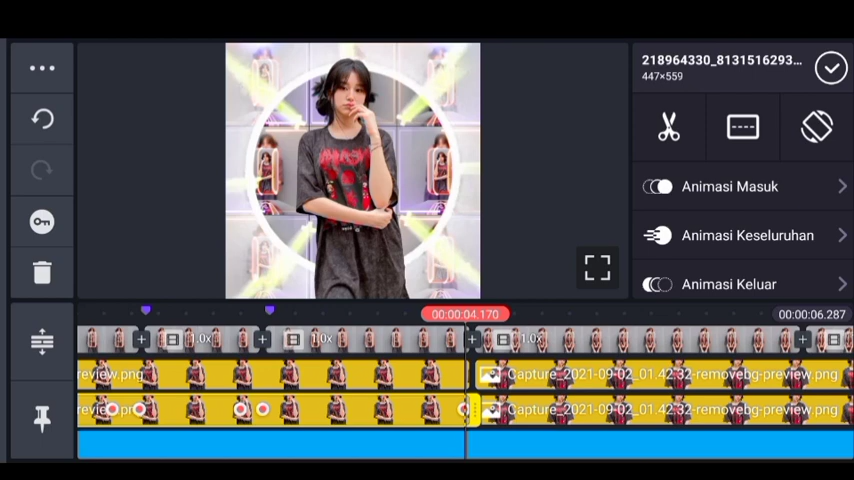 218964330_8131516293...
447×559
Animasi Masuk
Animasi Keseluruhan
Animasi Keluar
00:00:04.170
00:00:06.287
1.0x
1.0x
1.0x
review.png
Capture_2021-09-02_01.42.32-removebg-preview.png
Capture_2021-09-02_01.42.32-removebg-preview.png